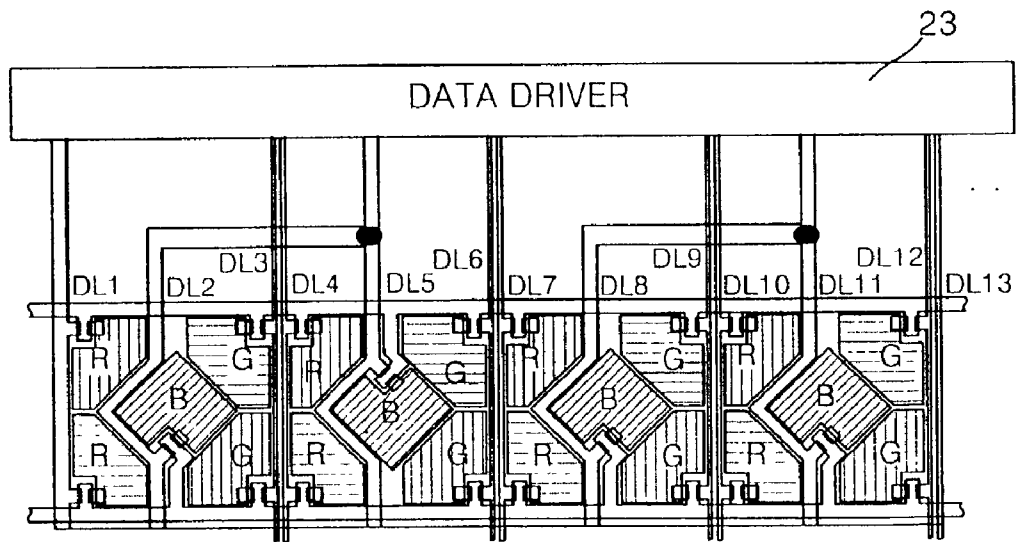 23
DATA DRIVER
DL1 DL2 DL3 DL4 DL5 DL6 DL7 DL8 DL9 DL10 DL11 DL12 DL13
R G R G R G R G
B B B B
R G R G R G R G